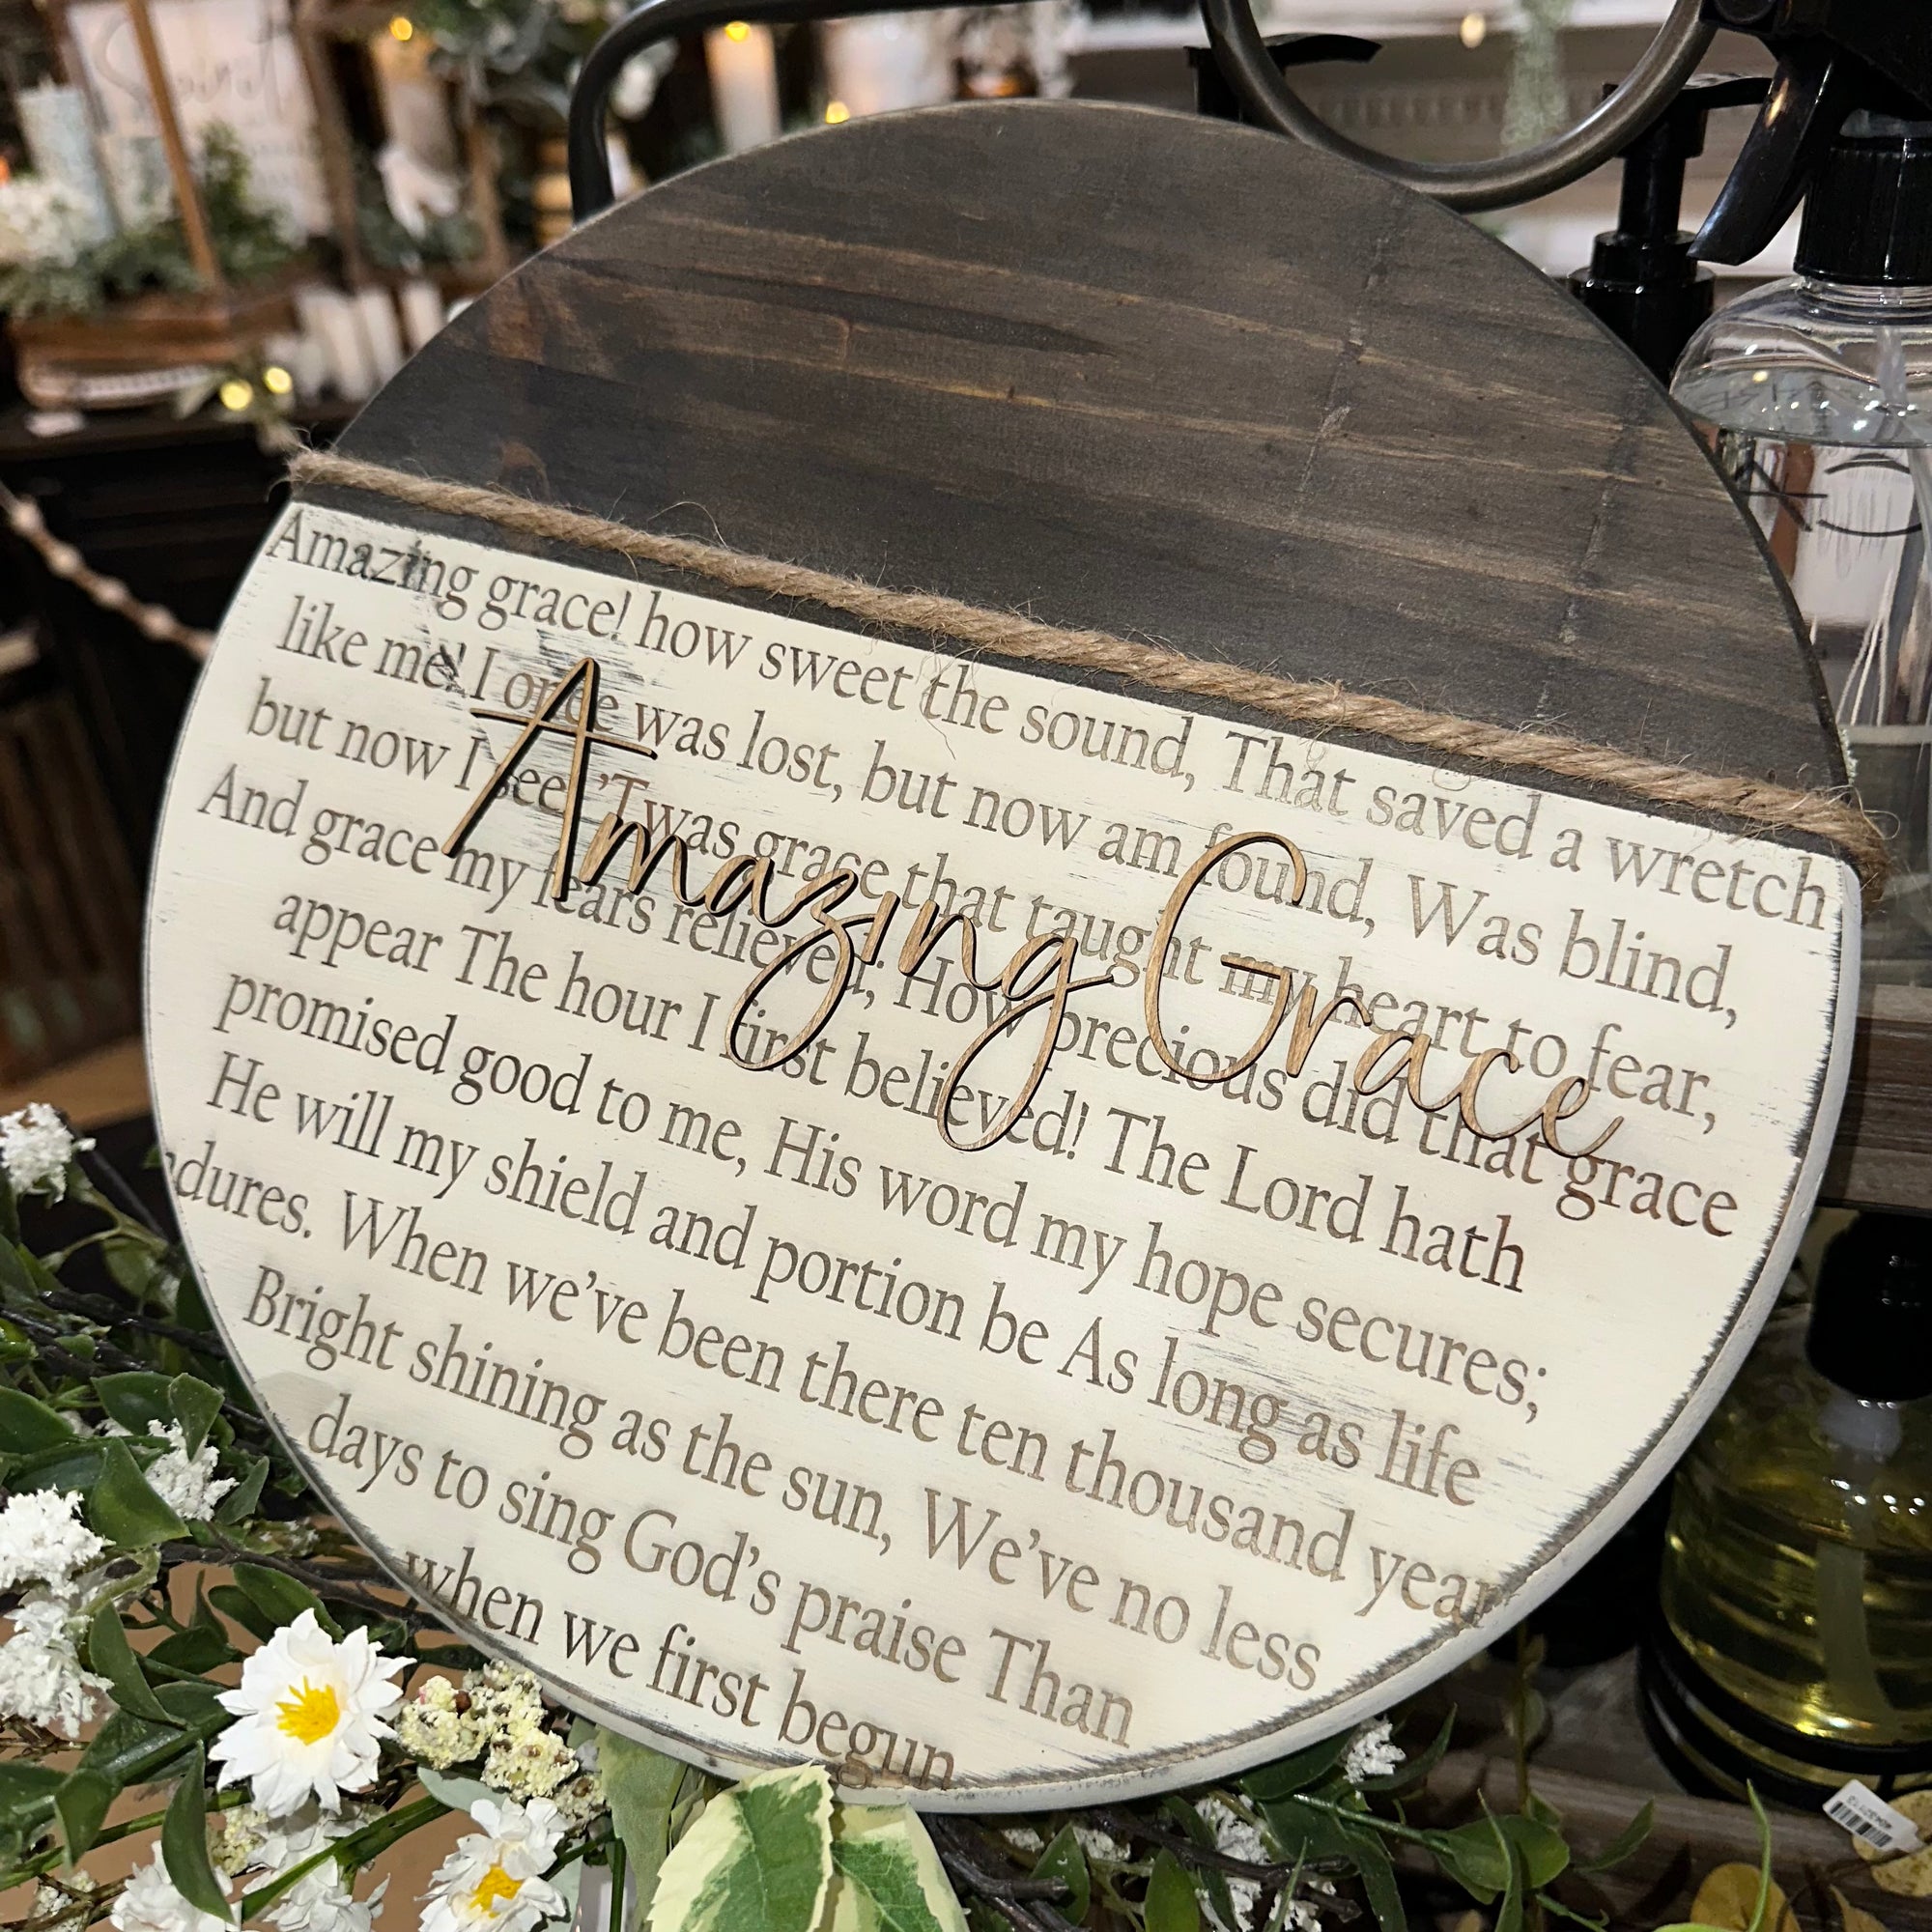 Amazing grace! how sweet the sound, That saved a wretch
like me! I once was lost, but now am found, Was blind,
but now I see. 'Twas grace that taught my heart to fear,
And grace my fears relieved; How precious did that grace
appear The hour I first believed! The Lord hath
promised good to me, His word my hope secures;
He will my shield and portion be As long as life
ndures. When we've been there ten thousand year
Bright shining as the sun, We've no less
days to sing God's praise Than
when we first begun
Amazing Grace